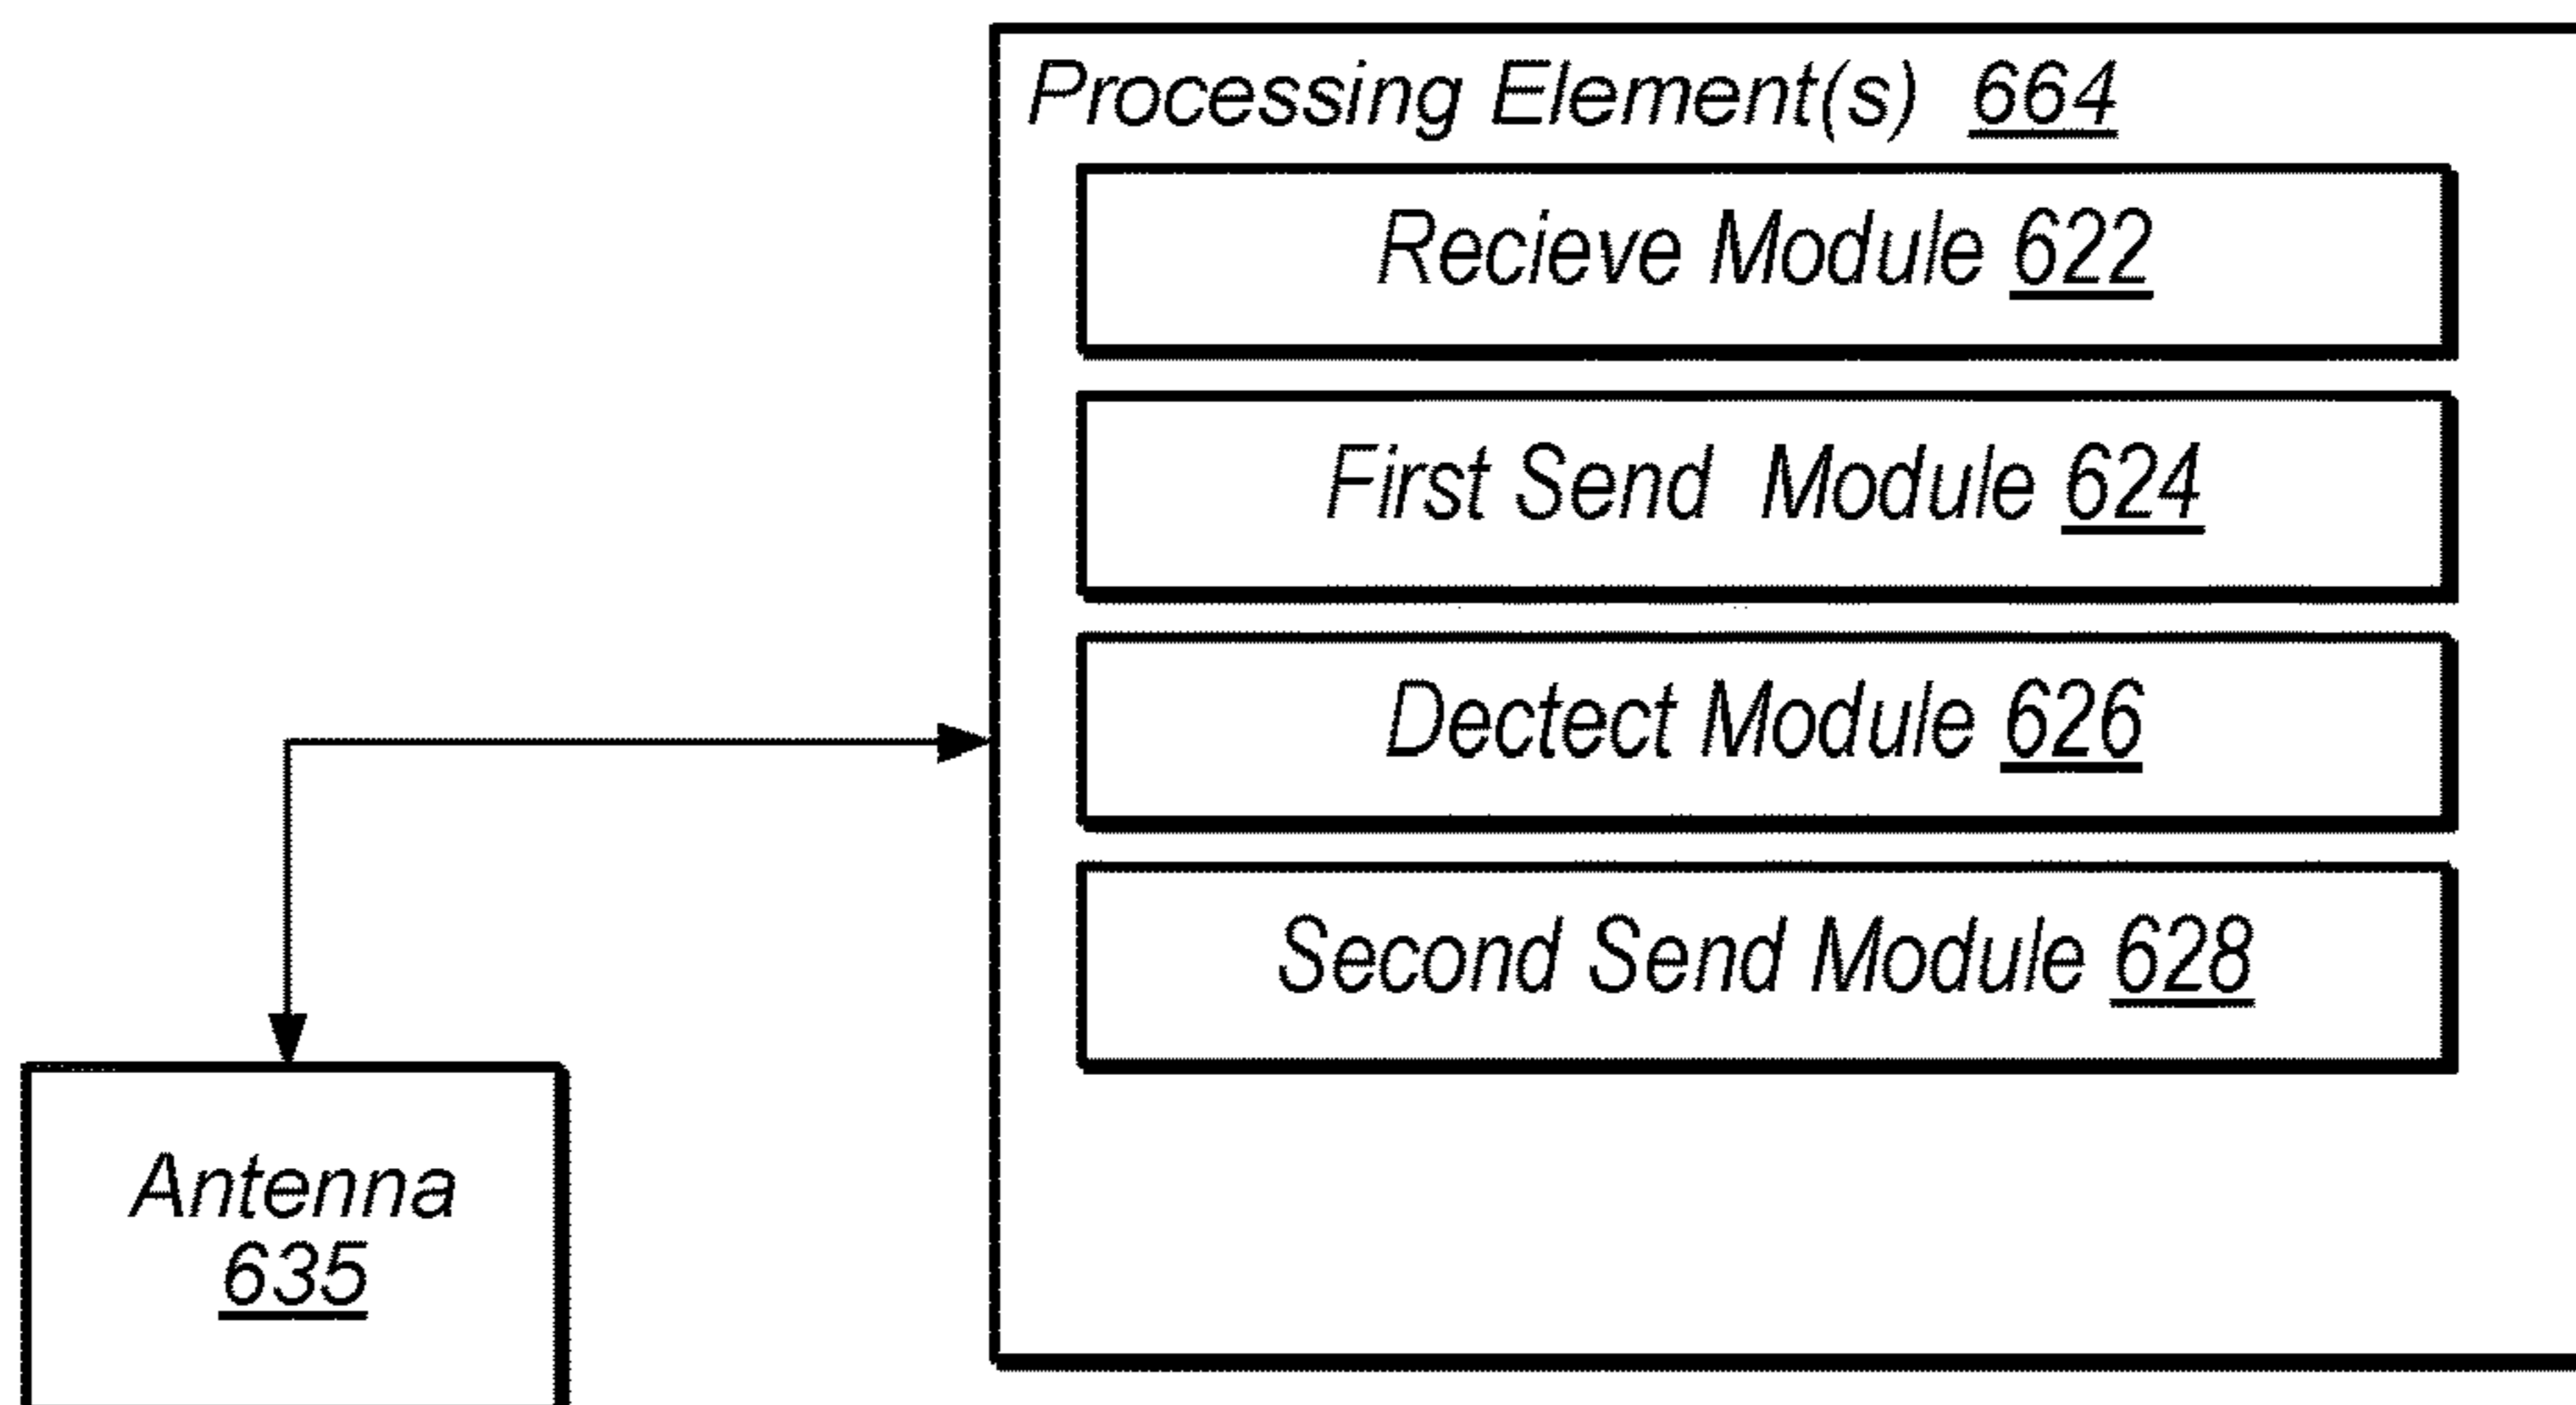 Processing Element(s) 664
Recieve Module 622
First Send Module 624
Dectect Module 626
Second Send Module 628
Antenna
635